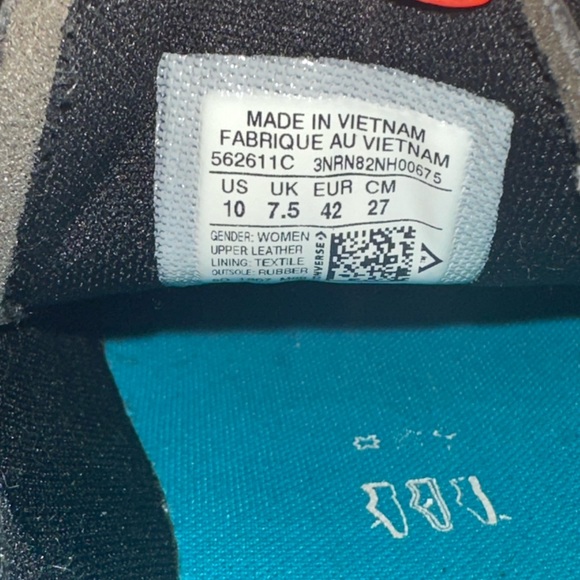 MADE IN VIETNAM
FABRIQUE AU VIETNAM
562611C 3NRN82NH00675
US UK EUR CM
10 7.5 42 27
GENDER: WOMEN
UPPER LEATHER
LINING: TEXTILE
OUTSOLE: RUBBER
CONVERSE